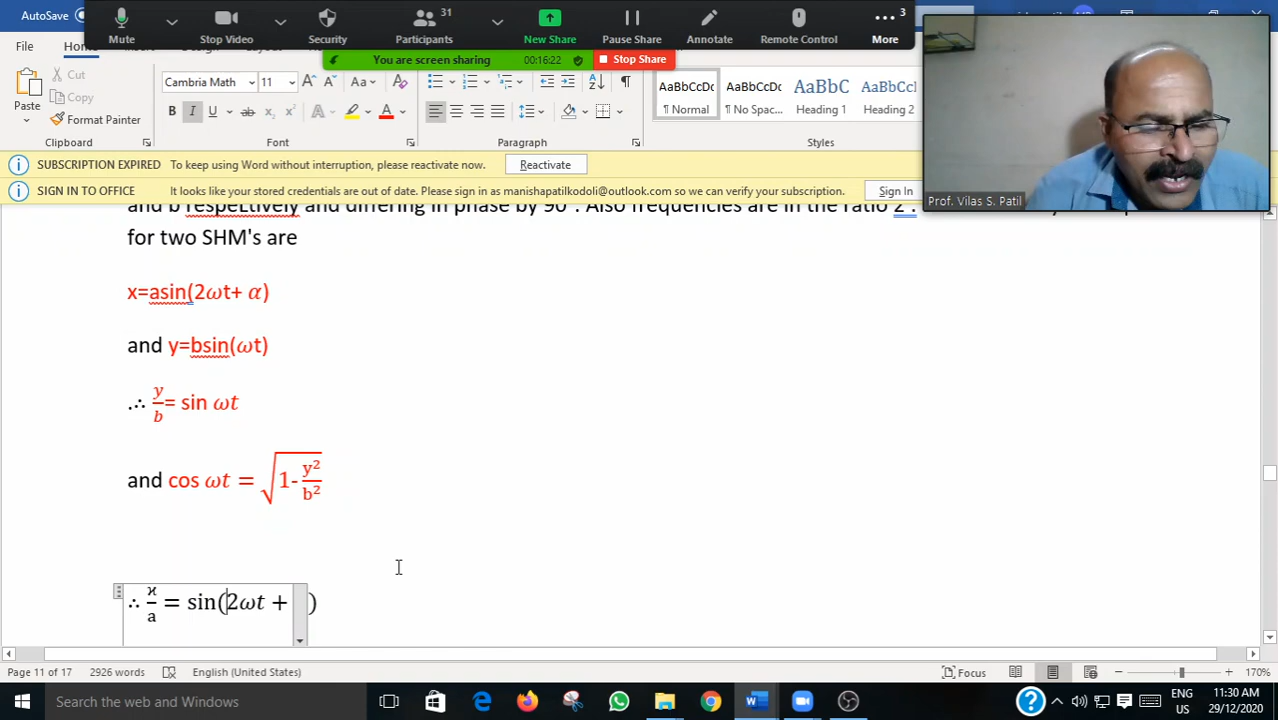 AutoSave
Mute
Stop Video
Security
31
Participants
New Share
Pause Share
Annotate
Remote Control
3
More
You are screen sharing
00:16:22
Stop Share
File
Home
Cut
Copy
Paste
Format Painter
Clipboard
Cambria Math
11
A A
Aa
B I U ab x x
A A
Font
Paragraph
AaBbCcDc
Normal
AaBbCcDc
No Spac...
AaBbC
Heading 1
AaBbCcC
Heading 2
Styles
SUBSCRIPTION EXPIRED To keep using Word without interruption, please reactivate now. Reactivate
SIGN IN TO OFFICE It looks like your stored credentials are out of date. Please sign in as manishapatilkodoli@outlook.com so we can verify your subscription. Sign In
Prof. Vilas S. Patil
and b respeLtively and differing in phase by 90°. Also frequencies are in the ratio 2 :
for two SHM's are
x=asin(2ωt+ α)
and y=bsin(ωt)
∴ y/b= sin ωt
and cos ωt = √1-y²/b²
∴ ϰ/a = sin(2ωt + )
Page 11 of 17 2926 words English (United States) Focus 170%
Search the web and Windows
ENG
US
11:30 AM
29/12/2020